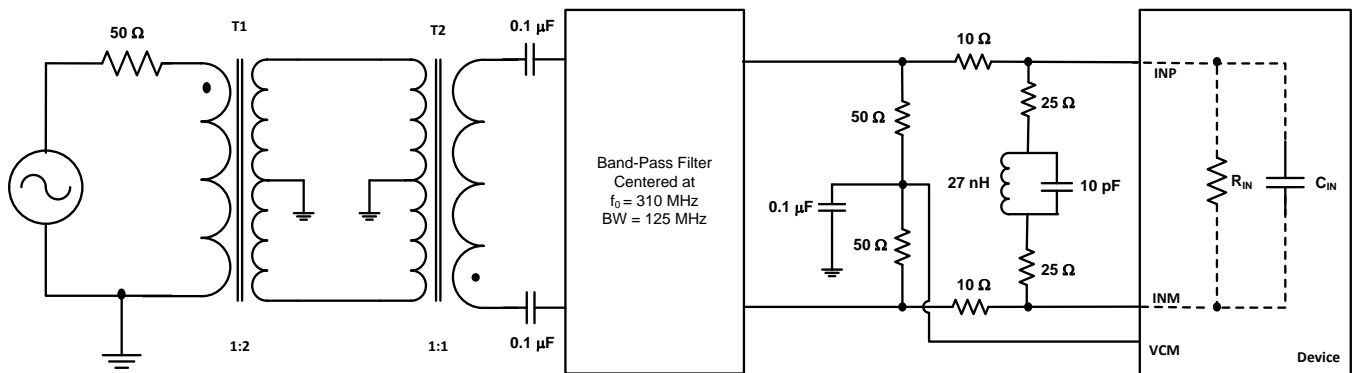 50 Ω
T1
T2
0.1 μF
0.1 μF
1:2
1:1
Band-Pass Filter
Centered at
f₀ = 310 MHz
BW = 125 MHz
10 Ω
50 Ω
0.1 μF
50 Ω
10 Ω
25 Ω
27 nH
10 pF
25 Ω
INP
R_IN
C_IN
INM
VCM
Device